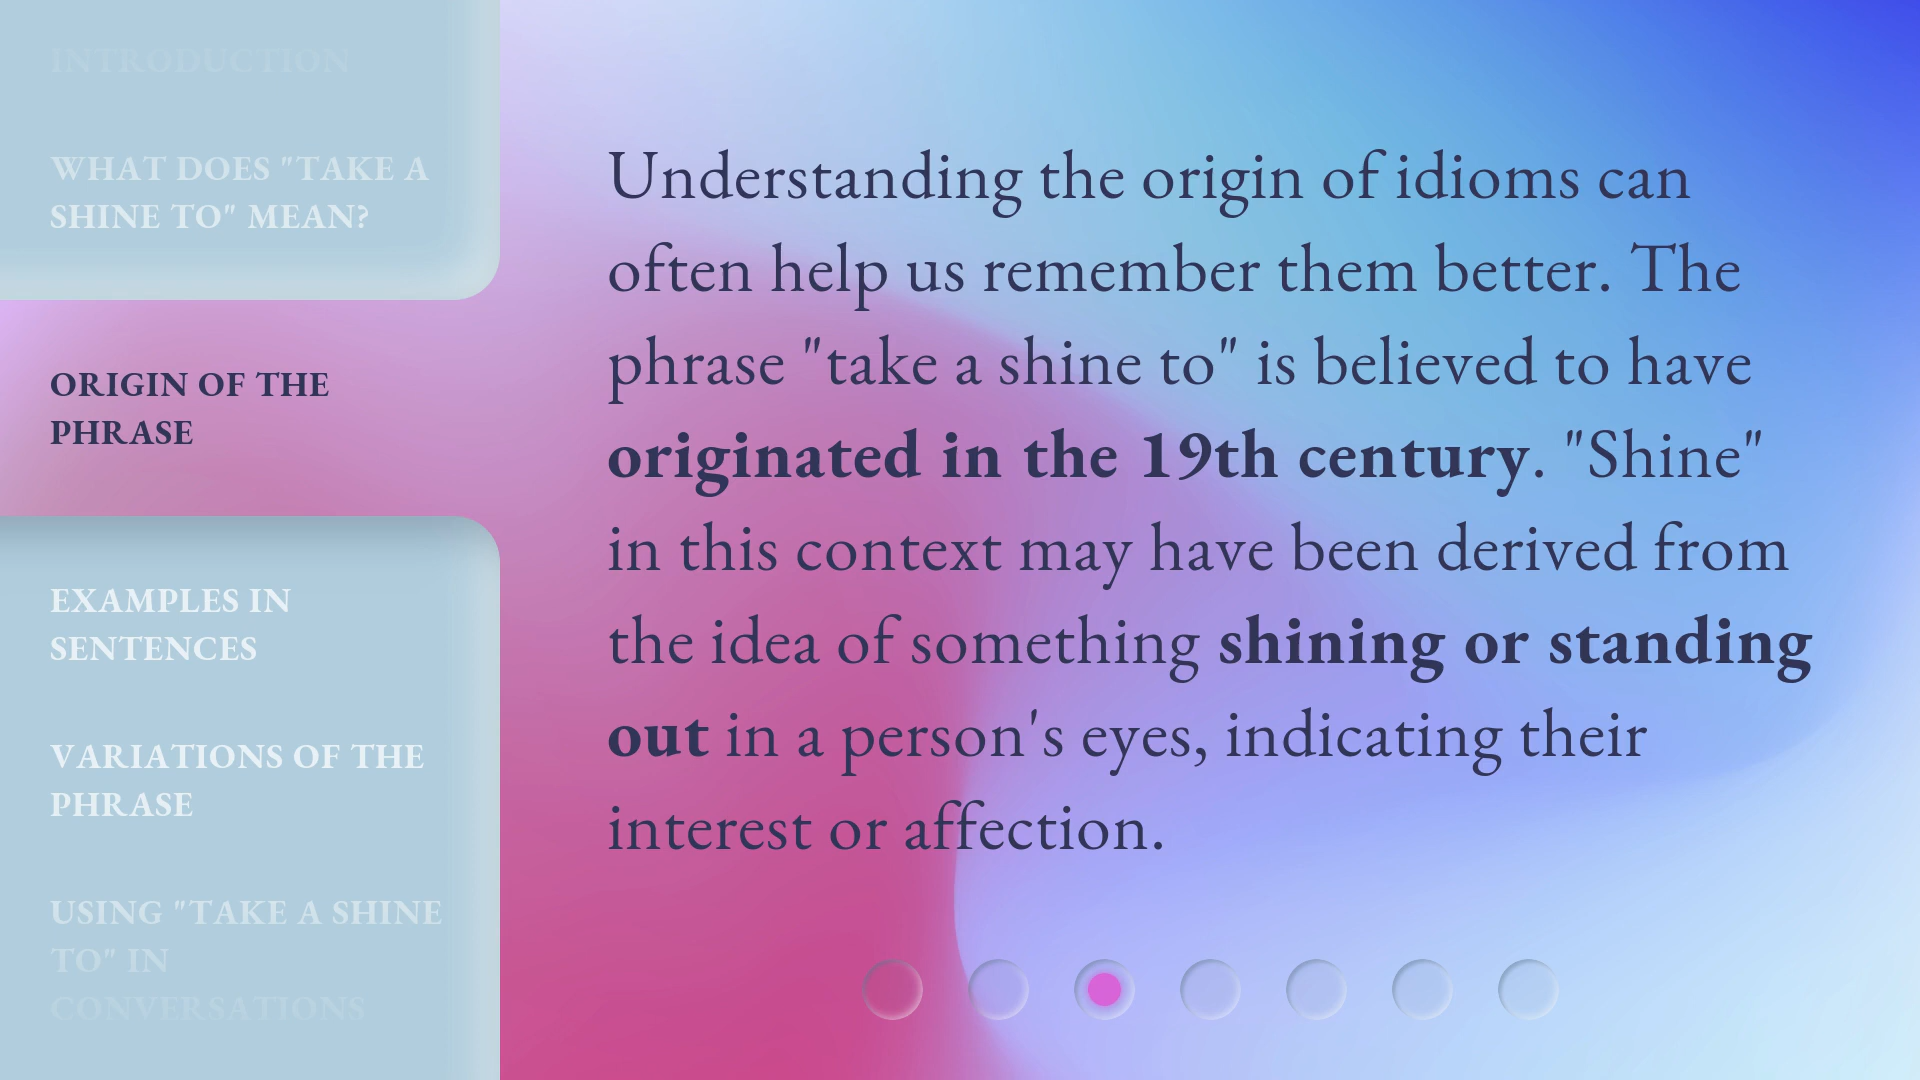 INTRODUCTION
WHAT DOES "TAKE A
SHINE TO" MEAN?
ORIGIN OF THE
PHRASE
EXAMPLES IN
SENTENCES
VARIATIONS OF THE
PHRASE
USING "TAKE A SHINE
TO" IN
CONVERSATIONS
Understanding the origin of idioms can
often help us remember them better. The
phrase "take a shine to" is believed to have
originated in the 19th century. "Shine"
in this context may have been derived from
the idea of something shining or standing
out in a person's eyes, indicating their
interest or affection.